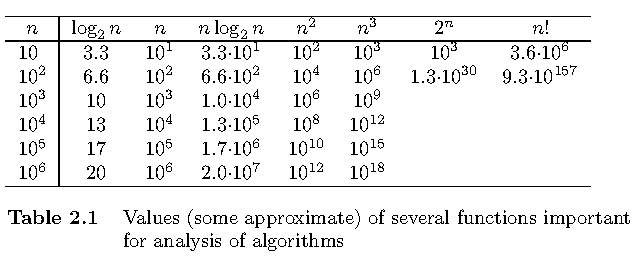 n log₂ n n n log₂ n n² n³ 2ⁿ n!
10 3.3 10¹ 3.3·10¹ 10² 10³ 10³ 3.6·10⁶
10² 6.6 10² 6.6·10² 10⁴ 10⁶ 1.3·10³⁰ 9.3·10¹⁵⁷
10³ 10 10³ 1.0·10⁴ 10⁶ 10⁹
10⁴ 13 10⁴ 1.3·10⁵ 10⁸ 10¹²
10⁵ 17 10⁵ 1.7·10⁶ 10¹⁰ 10¹⁵
10⁶ 20 10⁶ 2.0·10⁷ 10¹² 10¹⁸
Table 2.1 Values (some approximate) of several functions important
for analysis of algorithms